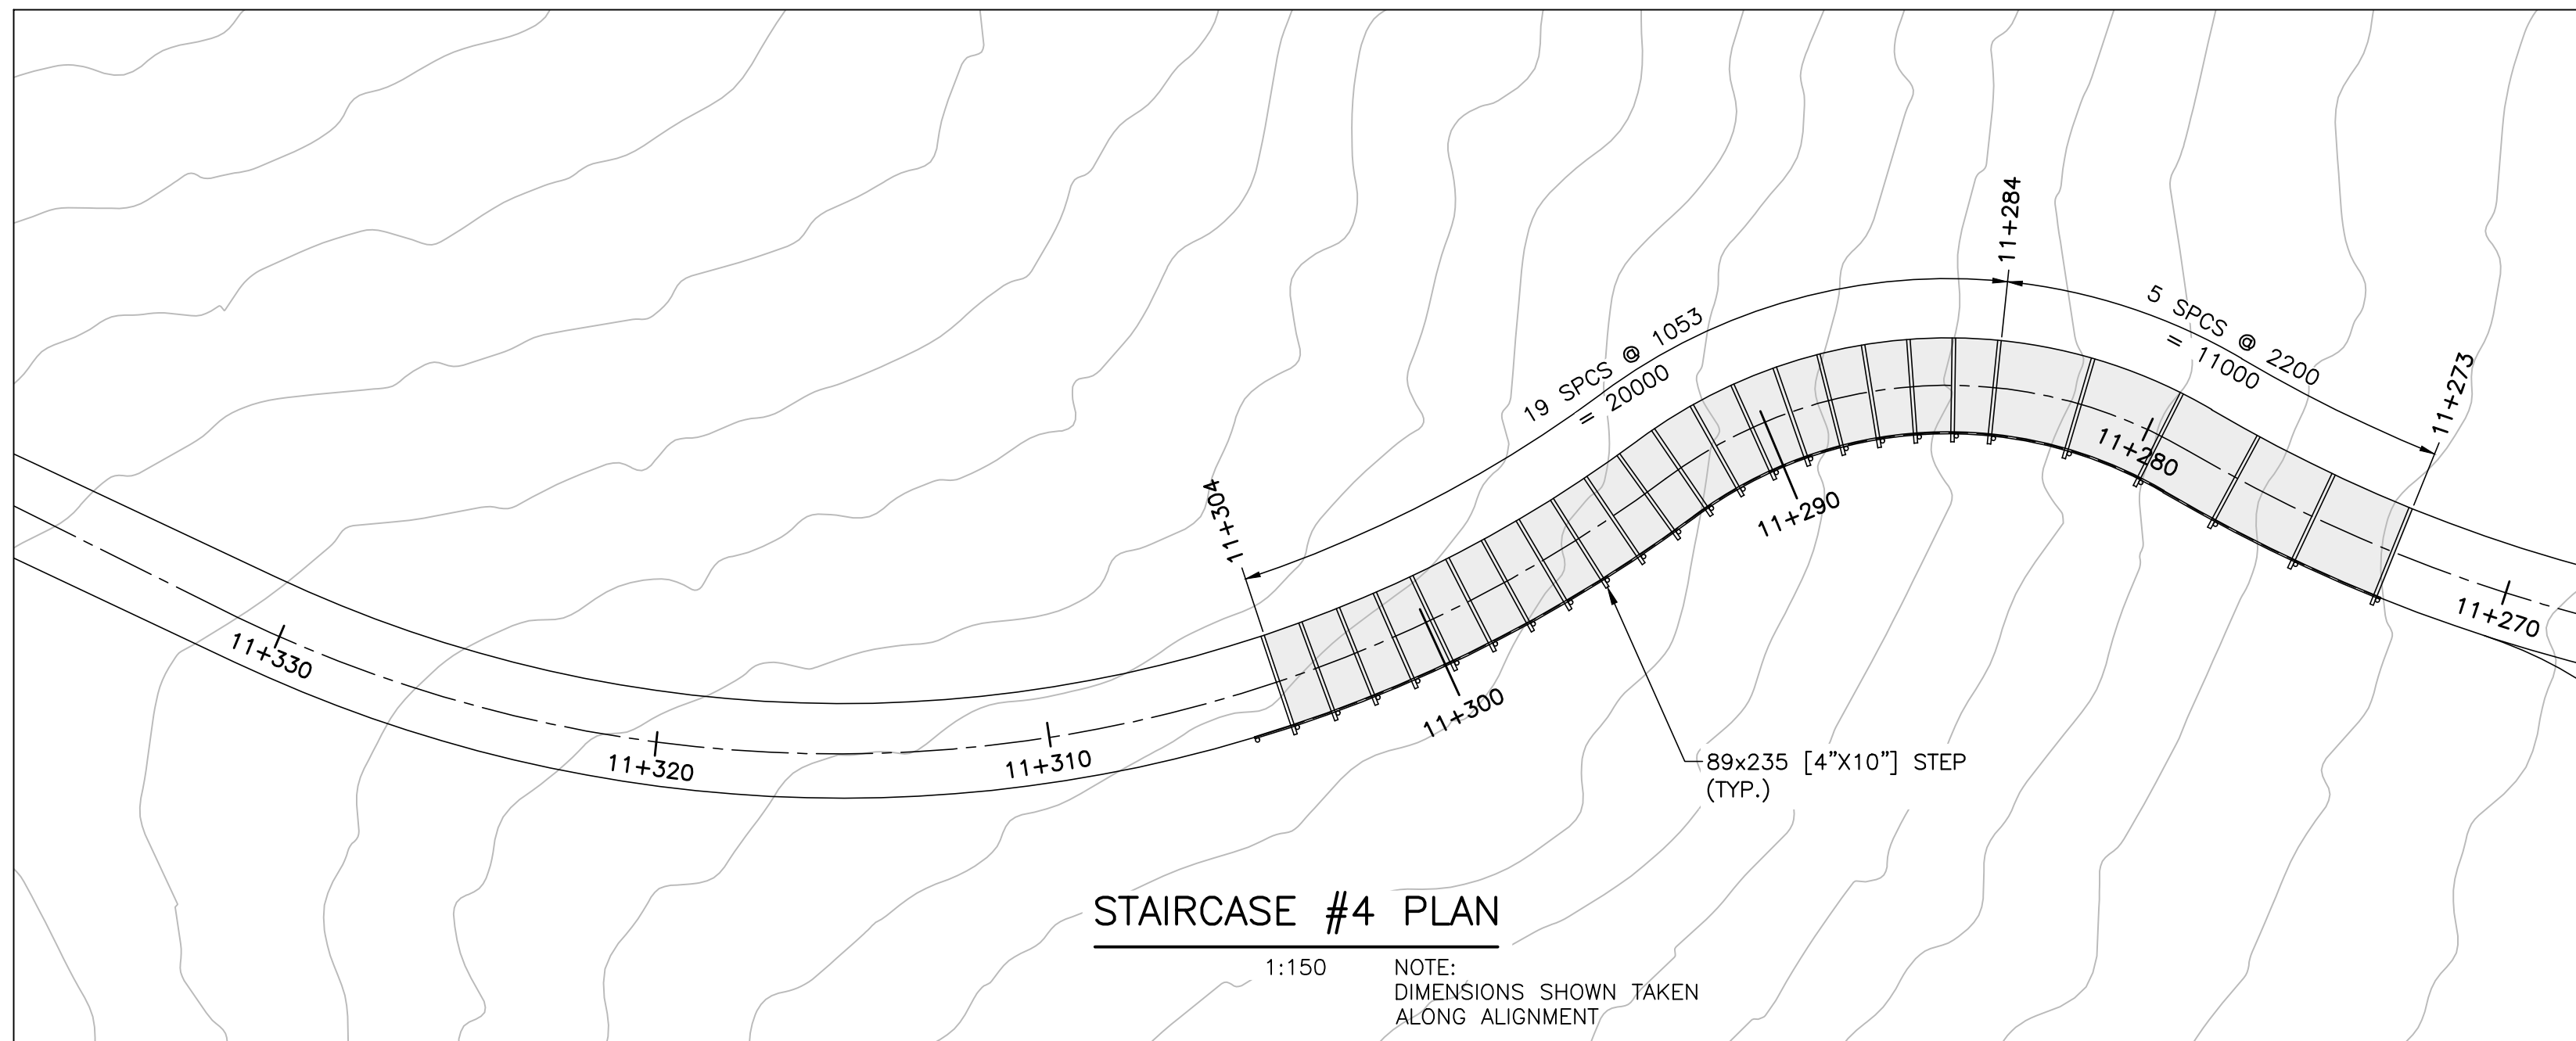 11+284
5 SPCS @ 2200
= 11000
19 SPCS @ 1053
= 20000
11+273
11+304
11+280
11+290
11+270
11+330
11+300
11+320
11+310
89x235 [4"X10"] STEP
(TYP.)
STAIRCASE #4 PLAN
1:150
NOTE:
DIMENSIONS SHOWN TAKEN
ALONG ALIGNMENT